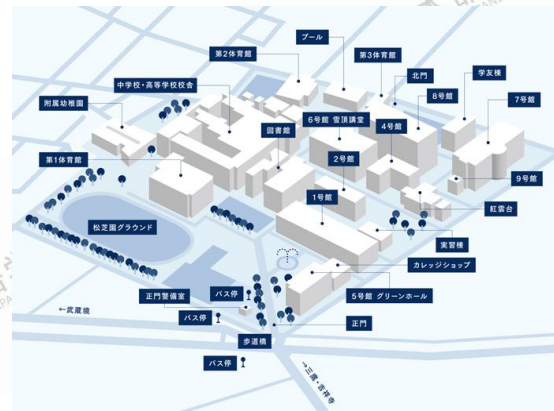 プール
第2体育館
第3体育館
北門
学友棟
中学校・高等学校校舎
8号館
7号館
附属幼稚園
図書館
6号館 雪頂講堂
4号館
第1体育館
2号館
9号館
1号館
紅雲台
松芝園グラウンド
実習棟
カレッジショップ
正門警備室
バス停
5号館 グリーンホール
←武蔵境
バス停
正門
歩道橋
バス停
→三鷹・吉祥寺